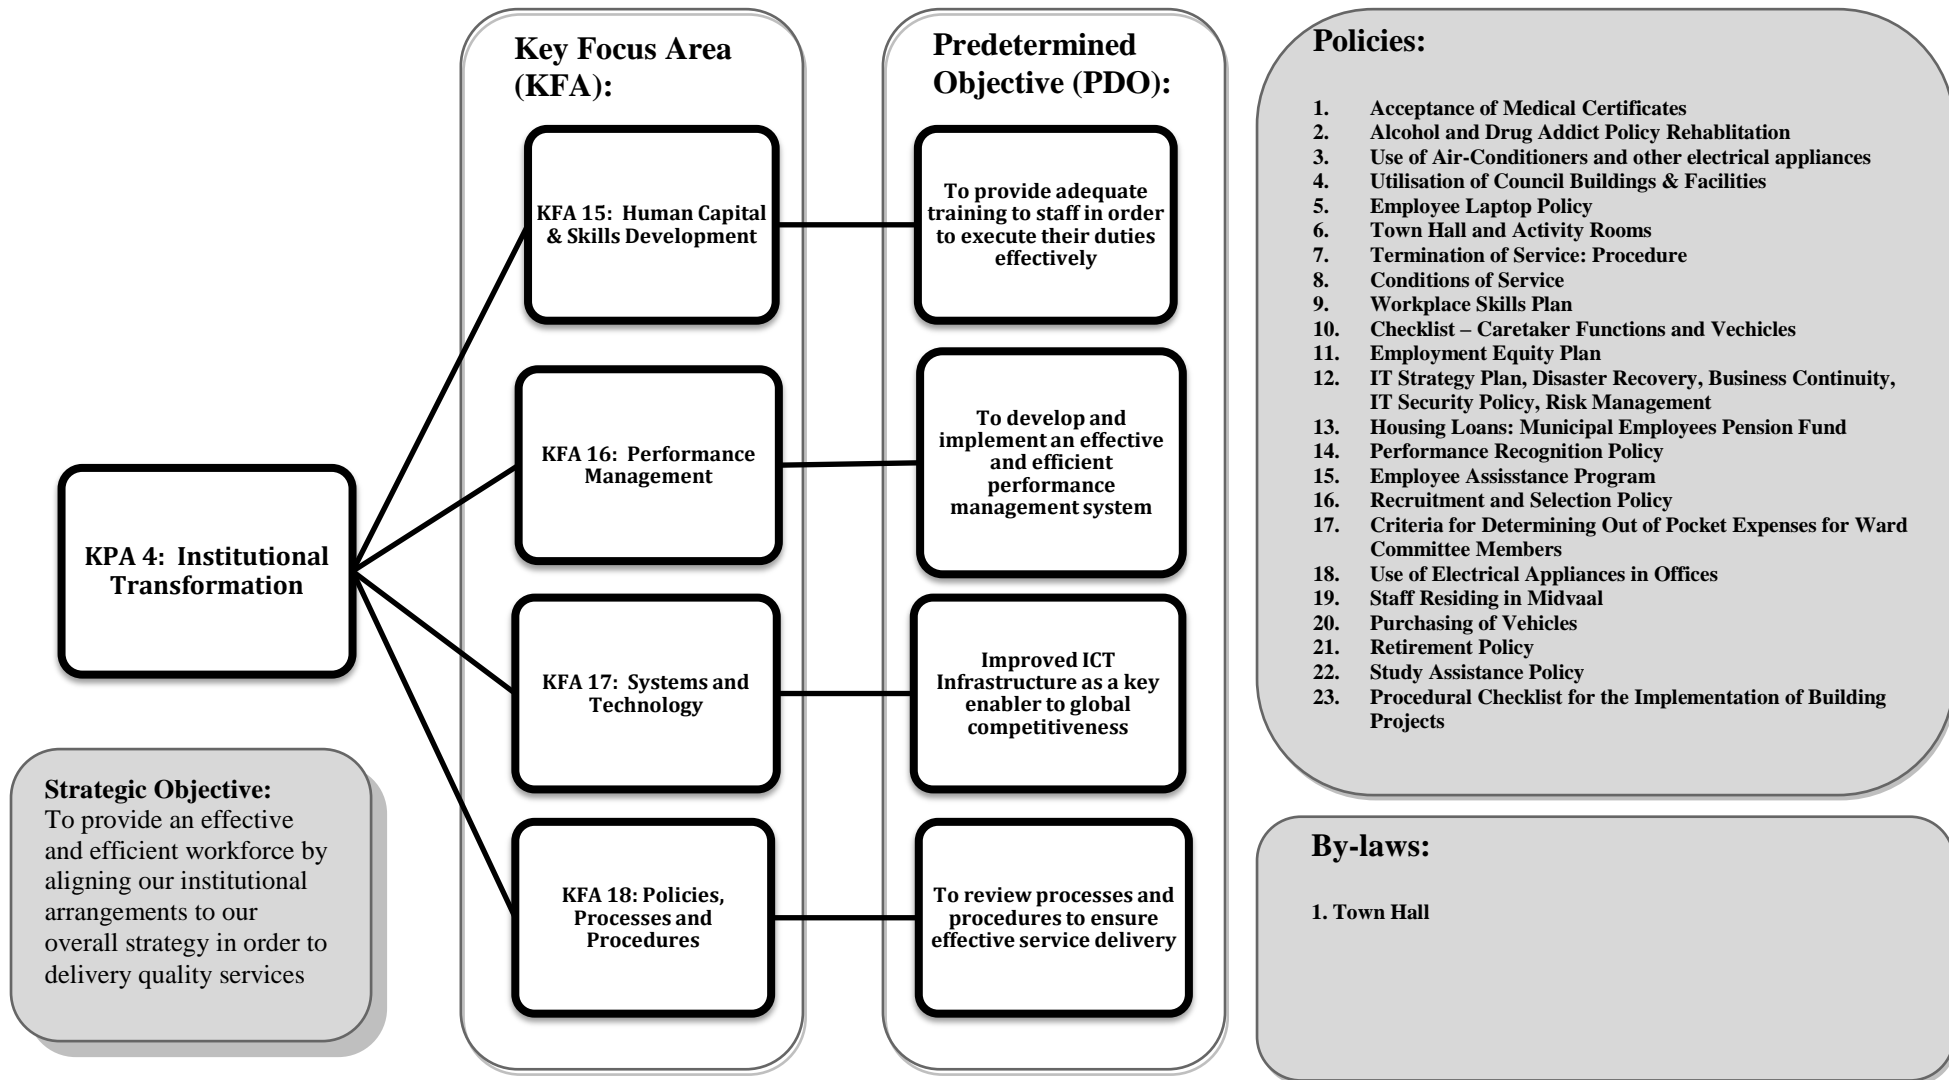 KPA 4: Institutional
Transformation
Strategic Objective:
To provide an effective
and efficient workforce by
aligning our institutional
arrangements to our
overall strategy in order to
delivery quality services
Key Focus Area
(KFA):
KFA 15: Human Capital
& Skills Development
KFA 16: Performance
Management
KFA 17: Systems and
Technology
KFA 18: Policies,
Processes and
Procedures
Predetermined
Objective (PDO):
To provide adequate
training to staff in order
to execute their duties
effectively
To develop and
implement an effective
and efficient
performance
management system
Improved ICT
Infrastructure as a key
enabler to global
competitiveness
To review processes and
procedures to ensure
effective service delivery
Policies:
1. Acceptance of Medical Certificates
2. Alcohol and Drug Addict Policy Rehablitation
3. Use of Air-Conditioners and other electrical appliances
4. Utilisation of Council Buildings & Facilities
5. Employee Laptop Policy
6. Town Hall and Activity Rooms
7. Termination of Service: Procedure
8. Conditions of Service
9. Workplace Skills Plan
10. Checklist – Caretaker Functions and Vechicles
11. Employment Equity Plan
12. IT Strategy Plan, Disaster Recovery, Business Continuity,
IT Security Policy, Risk Management
13. Housing Loans: Municipal Employees Pension Fund
14. Performance Recognition Policy
15. Employee Assisstance Program
16. Recruitment and Selection Policy
17. Criteria for Determining Out of Pocket Expenses for Ward
Committee Members
18. Use of Electrical Appliances in Offices
19. Staff Residing in Midvaal
20. Purchasing of Vehicles
21. Retirement Policy
22. Study Assistance Policy
23. Procedural Checklist for the Implementation of Building
Projects
By-laws:
1. Town Hall